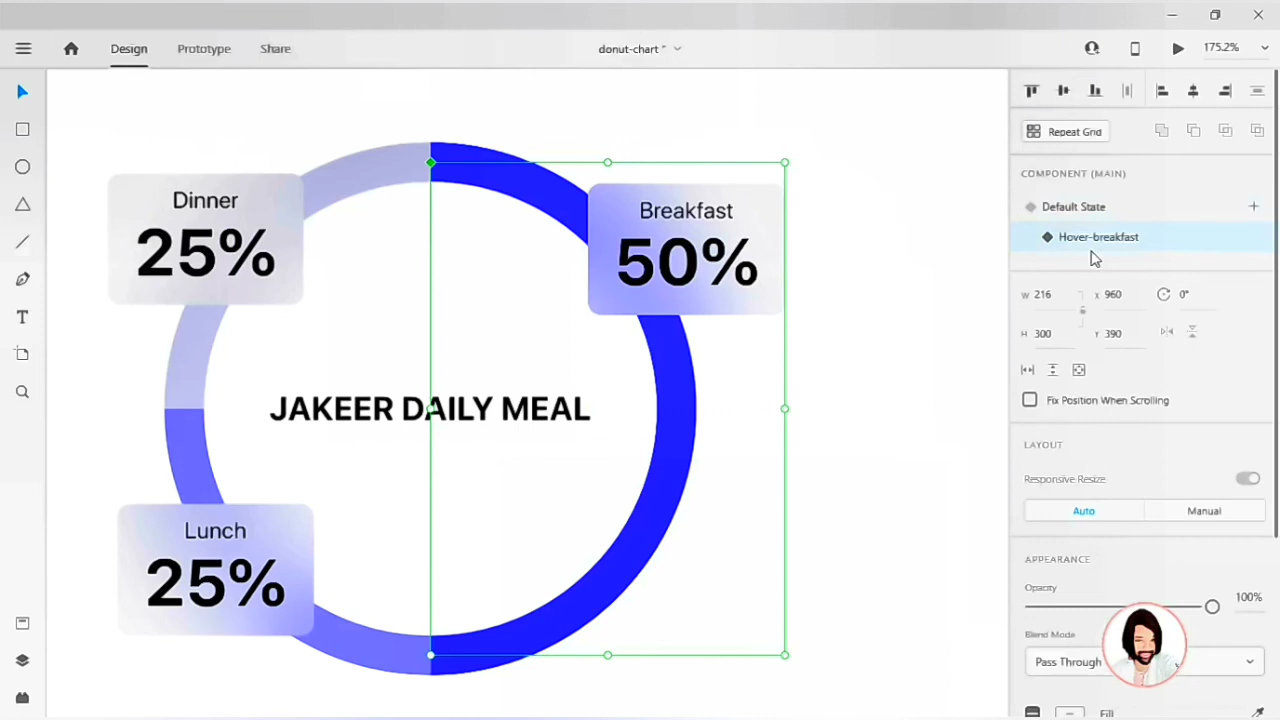 Design
Prototype
Share
donut-chart *
175.2%
Repeat Grid
COMPONENT (MAIN)
Default State
Hover-breakfast
W 216
X 960
0°
H 300
Y 390
Fix Position When Scrolling
LAYOUT
Responsive Resize
Auto
Manual
APPEARANCE
Opacity
100%
Blend Mode
Pass Through
Fill
Dinner
25%
Breakfast
50%
JAKEER DAILY MEAL
Lunch
25%